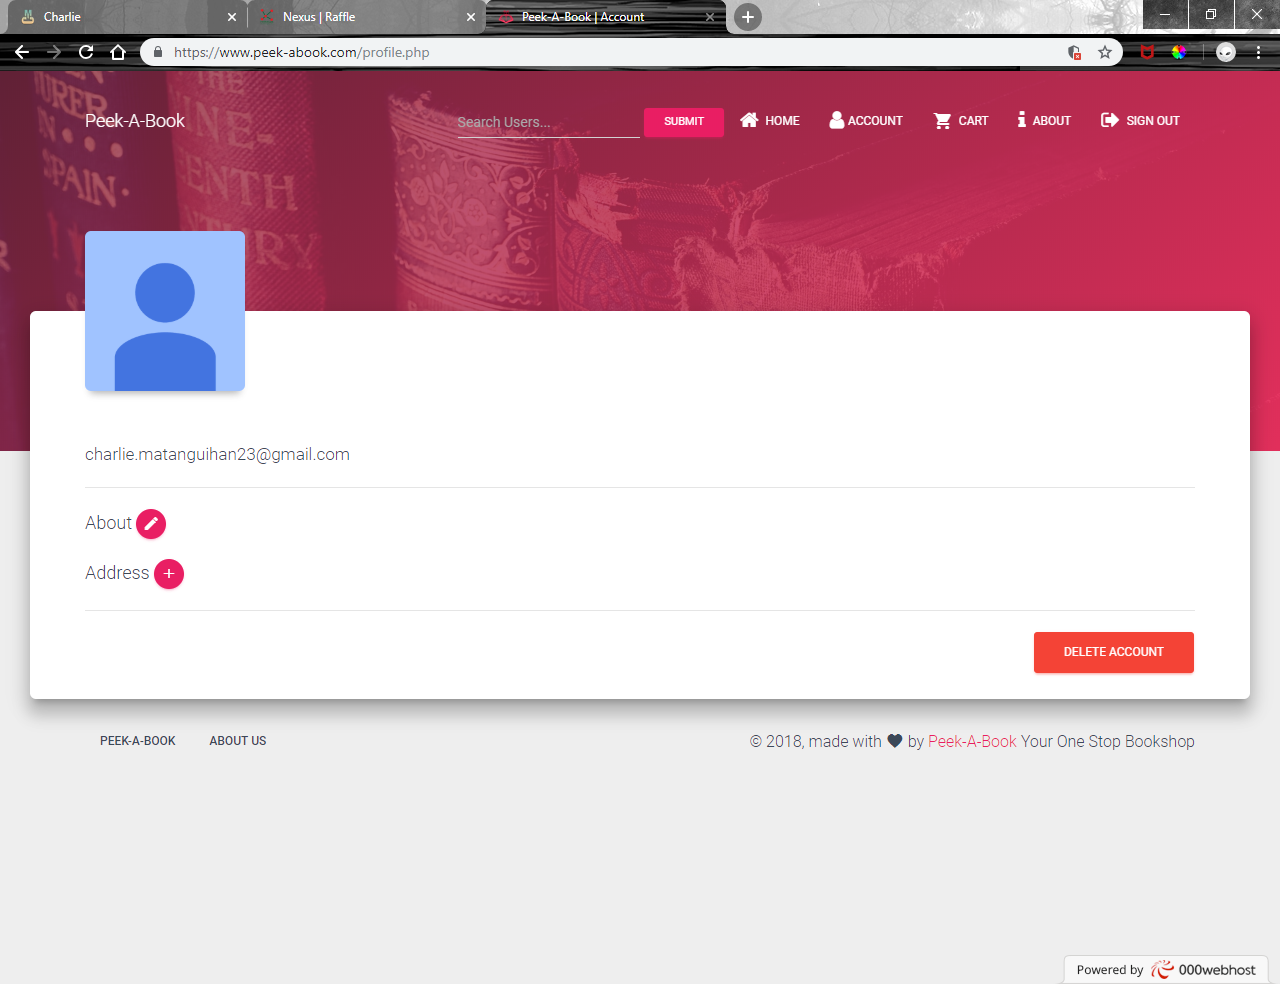 Charlie
Nexus | Raffle
Peek-A-Book | Account
https://www.peek-abook.com/profile.php
Peek-A-Book
Search Users...
SUBMIT
HOME
ACCOUNT
CART
ABOUT
SIGN OUT
charlie.matanguihan23@gmail.com
About
Address
DELETE ACCOUNT
PEEK-A-BOOK
ABOUT US
© 2018, made with by Peek-A-Book Your One Stop Bookshop
Powered by 000webhost